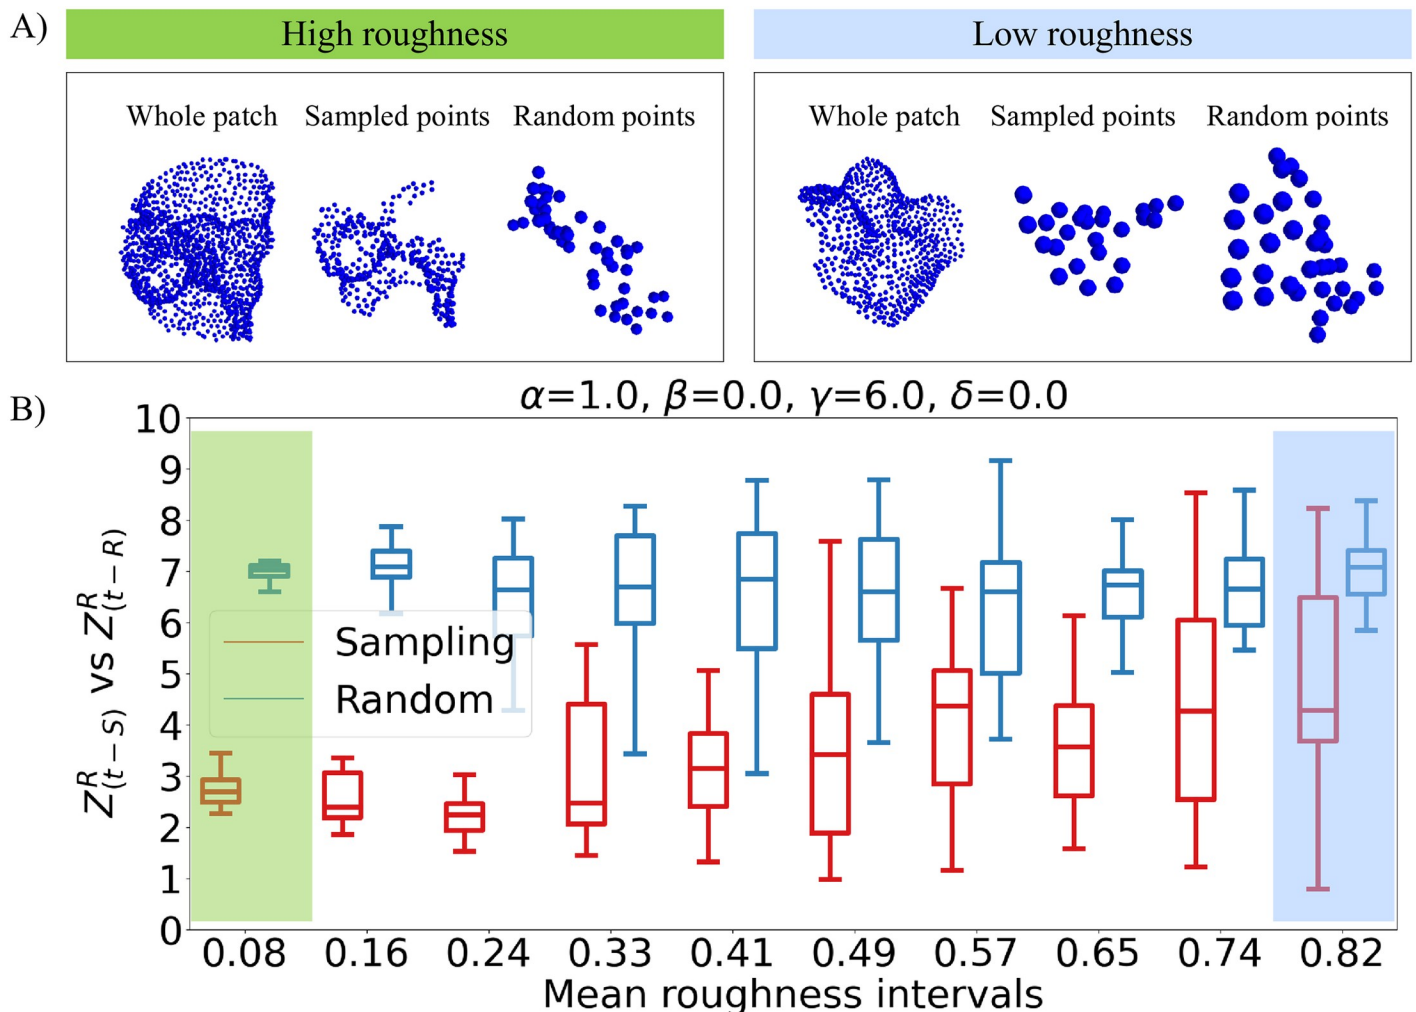 A)
High roughness
Low roughness
Whole patch Sampled points Random points
Whole patch Sampled points Random points
B)
α=1.0, β=0.0, γ=6.0, δ=0.0
10
9
8
7
6
5
4
3
2
1
0
Z^R_(t−S) vs Z^R_(t−R)
Sampling
Random
0.08 0.16 0.24 0.33 0.41 0.49 0.57 0.65 0.74 0.82
Mean roughness intervals